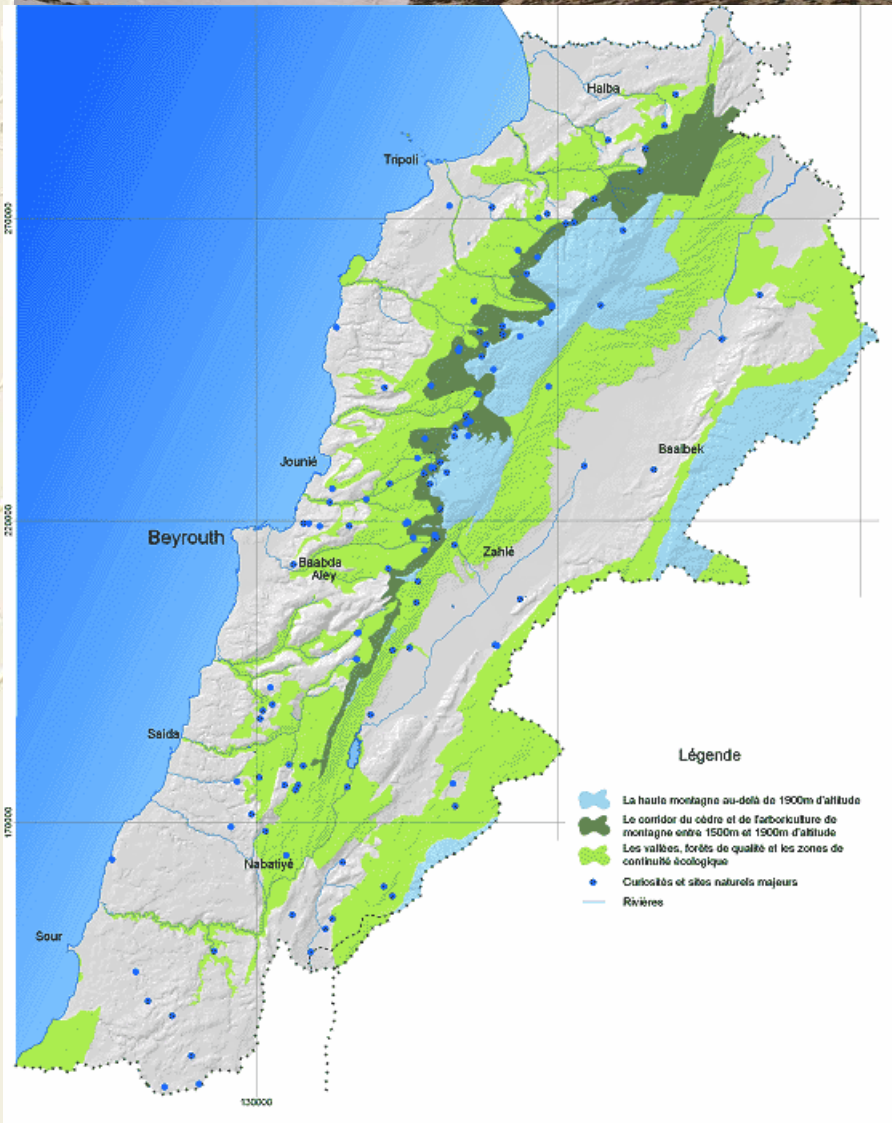 Halba
Tripoli
270000
Baalbek
Jounié
220000
Beyrouth
Zahlé
Baabda
Aley
Saida
Légende
La haute montagne au-delà de 1900m d'altitude
Le corridor du cèdre et de l'arboriculture de
montagne entre 1500m et 1900m d'altitude
Les vallées, forêts de qualité et les zones de
continuité écologique
Curiosités et sites naturels majeurs
Rivières
170000
Nabatiyé
Sour
130000